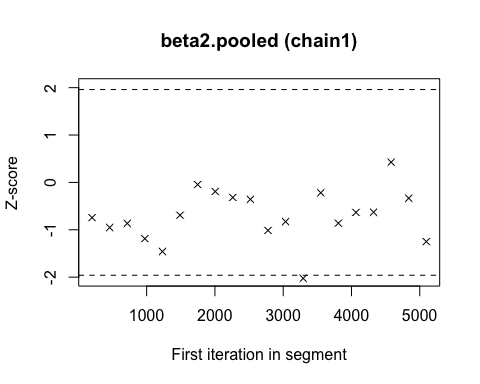 beta2.pooled (chain1)
Z-score
2
1
0
-1
-2
1000 2000 3000 4000 5000
First iteration in segment